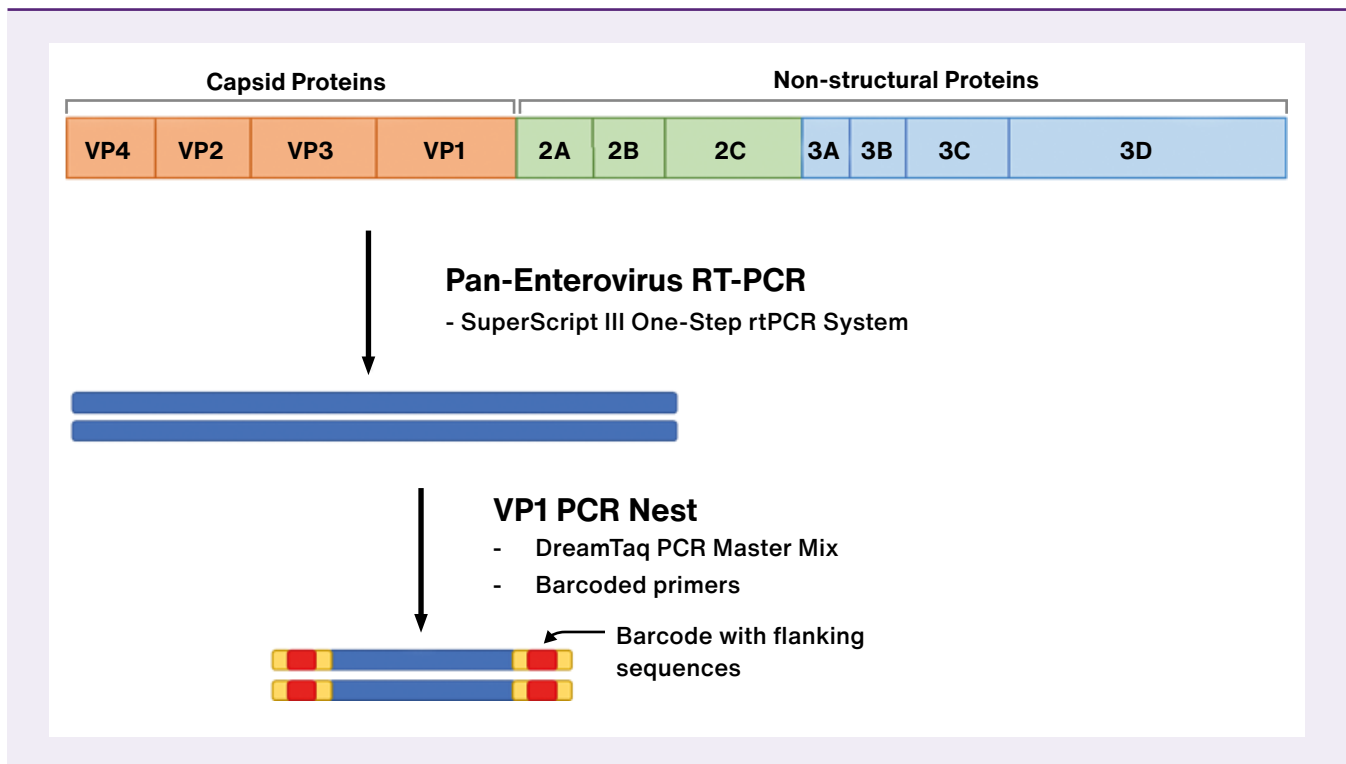 Capsid Proteins
Non-structural Proteins
VP4 VP2 VP3 VP1 2A 2B 2C 3A 3B 3C 3D
Pan-Enterovirus RT-PCR
- SuperScript III One-Step rtPCR System
VP1 PCR Nest
- DreamTaq PCR Master Mix
- Barcoded primers
Barcode with flanking
sequences